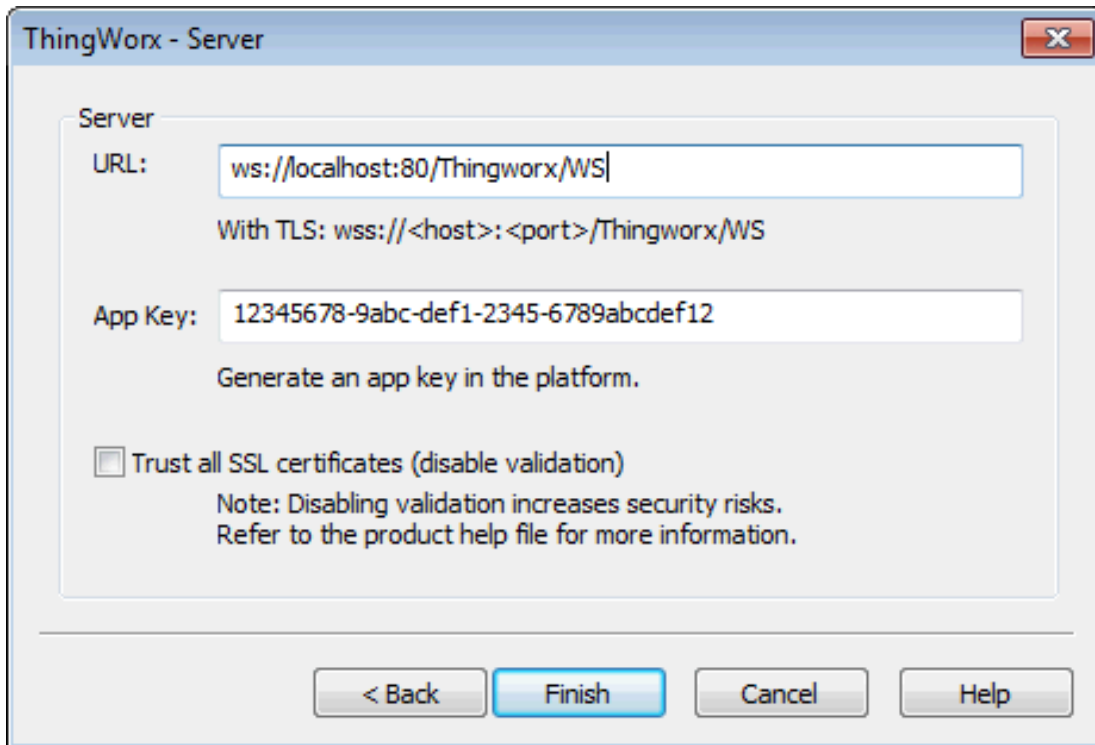 ThingWorx - Server
Server
URL: ws://localhost:80/Thingworx/WS
With TLS: wss://<host>:<port>/Thingworx/WS
App Key: 12345678-9abc-def1-2345-6789abcdef12
Generate an app key in the platform.
Trust all SSL certificates (disable validation)
Note: Disabling validation increases security risks.
Refer to the product help file for more information.
< Back Finish Cancel Help